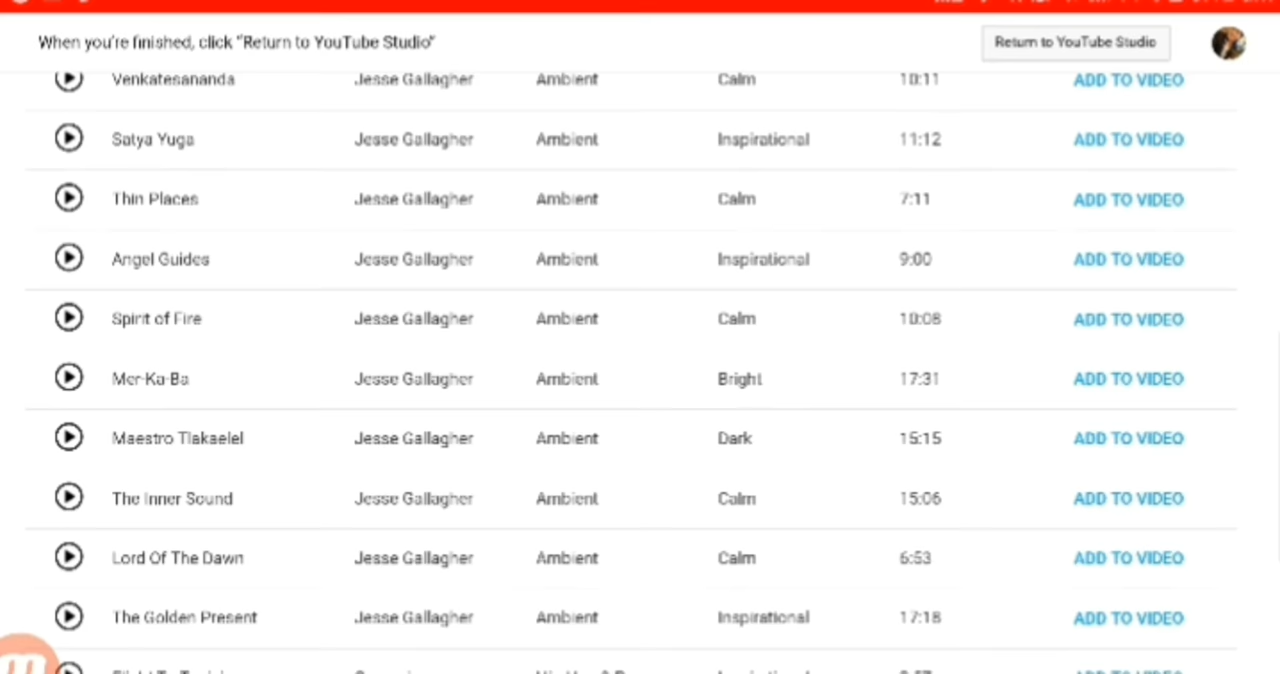 When you're finished, click "Return to YouTube Studio" Return to YouTube Studio
Venkatesananda Jesse Gallagher Ambient Calm 10:11 ADD TO VIDEO
Satya Yuga Jesse Gallagher Ambient Inspirational 11:12 ADD TO VIDEO
Thin Places Jesse Gallagher Ambient Calm 7:11 ADD TO VIDEO
Angel Guides Jesse Gallagher Ambient Inspirational 9:00 ADD TO VIDEO
Spirit of Fire Jesse Gallagher Ambient Calm 10:08 ADD TO VIDEO
Mer-Ka-Ba Jesse Gallagher Ambient Bright 17:31 ADD TO VIDEO
Maestro Tlakaelel Jesse Gallagher Ambient Dark 15:15 ADD TO VIDEO
The Inner Sound Jesse Gallagher Ambient Calm 15:06 ADD TO VIDEO
Lord Of The Dawn Jesse Gallagher Ambient Calm 6:53 ADD TO VIDEO
The Golden Present Jesse Gallagher Ambient Inspirational 17:18 ADD TO VIDEO